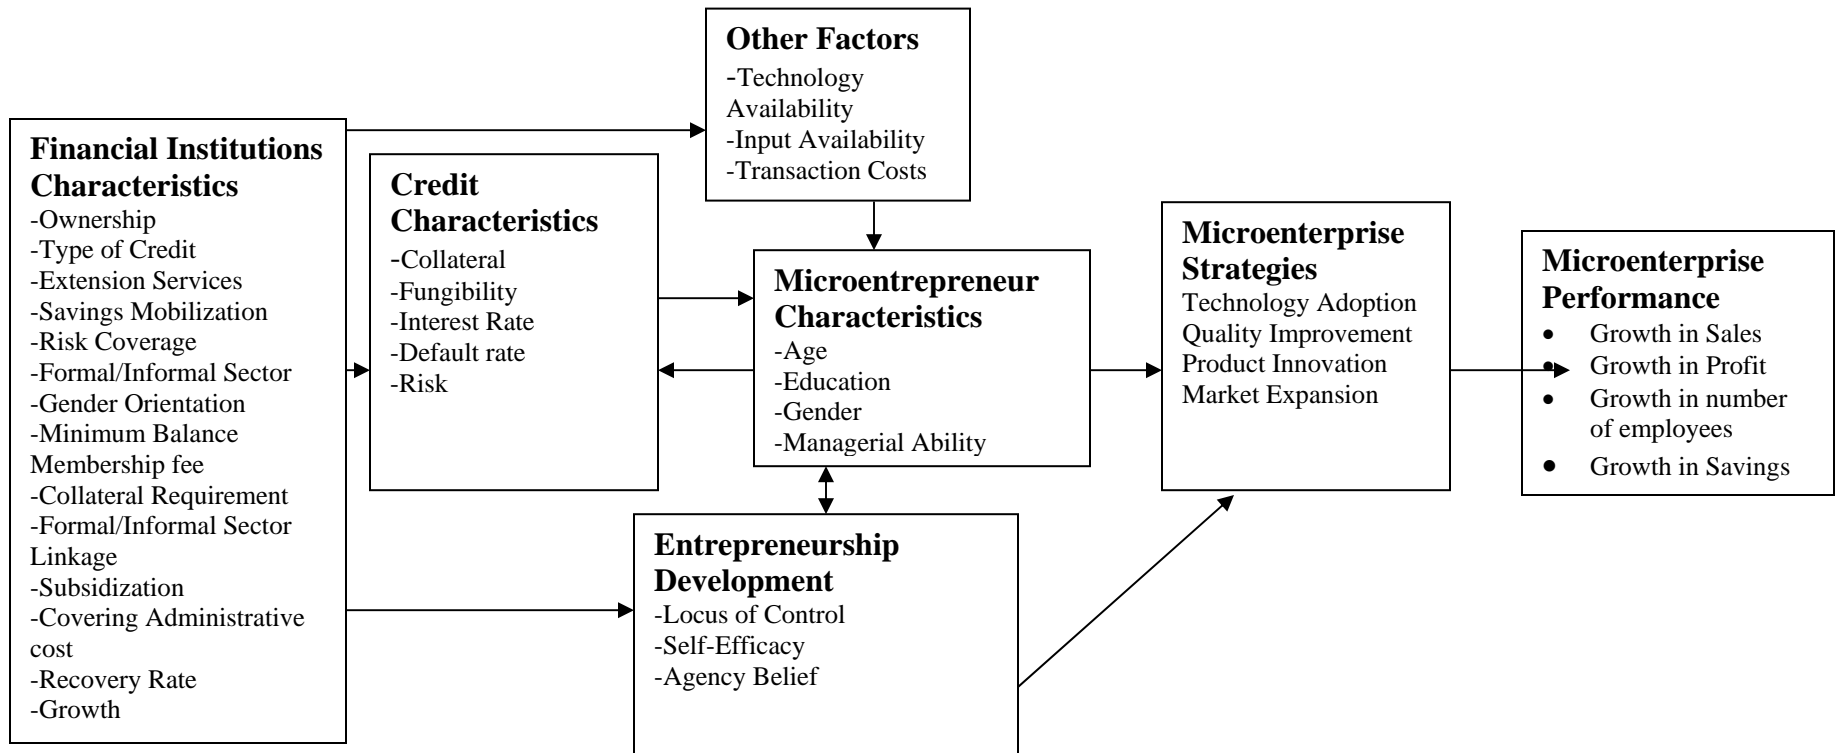 Other Factors
-Technology
Availability
-Input Availability
-Transaction Costs
Financial Institutions
Characteristics
-Ownership
-Type of Credit
-Extension Services
-Savings Mobilization
-Risk Coverage
-Formal/Informal Sector
-Gender Orientation
-Minimum Balance
Membership fee
-Collateral Requirement
-Formal/Informal Sector
Linkage
-Subsidization
-Covering Administrative
cost
-Recovery Rate
-Growth
Credit
Characteristics
-Collateral
-Fungibility
-Interest Rate
-Default rate
-Risk
Microentrepreneur
Characteristics
-Age
-Education
-Gender
-Managerial Ability
Entrepreneurship
Development
-Locus of Control
-Self-Efficacy
-Agency Belief
Microenterprise
Strategies
Technology Adoption
Quality Improvement
Product Innovation
Market Expansion
Microenterprise
Performance
• Growth in Sales
• Growth in Profit
• Growth in number
of employees
• Growth in Savings